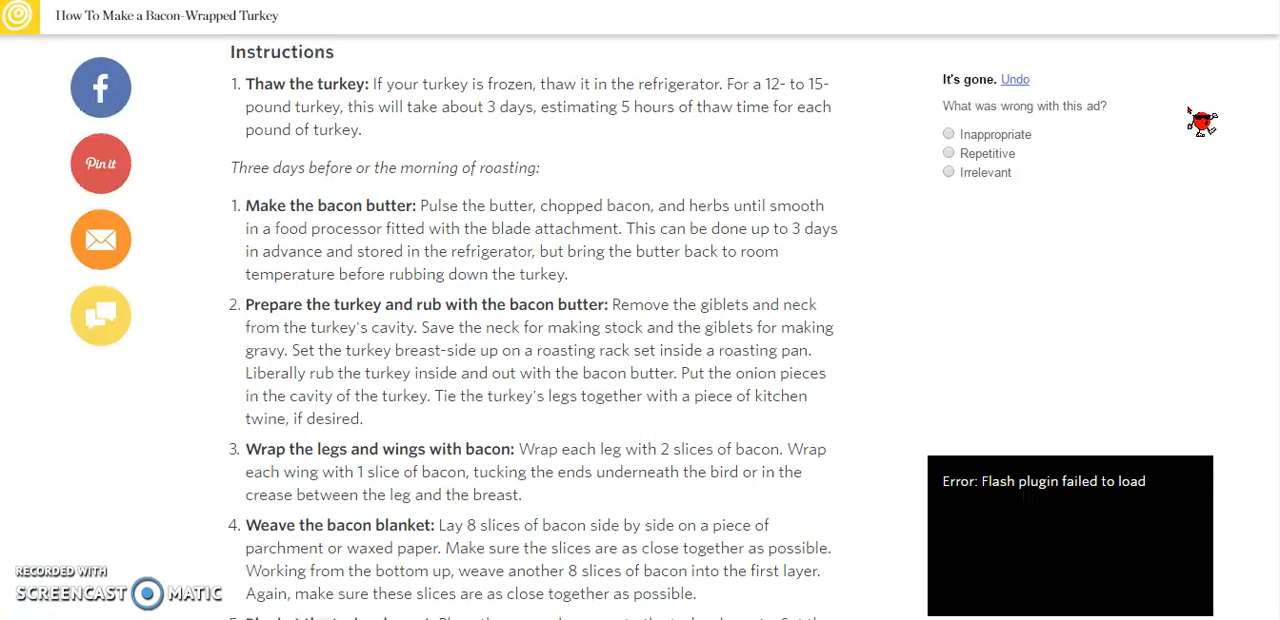 How To Make a Bacon-Wrapped Turkey
Instructions
1. Thaw the turkey: If your turkey is frozen, thaw it in the refrigerator. For a 12- to 15-
pound turkey, this will take about 3 days, estimating 5 hours of thaw time for each
pound of turkey.
Three days before or the morning of roasting:
1. Make the bacon butter: Pulse the butter, chopped bacon, and herbs until smooth
in a food processor fitted with the blade attachment. This can be done up to 3 days
in advance and stored in the refrigerator, but bring the butter back to room
temperature before rubbing down the turkey.
2. Prepare the turkey and rub with the bacon butter: Remove the giblets and neck
from the turkey's cavity. Save the neck for making stock and the giblets for making
gravy. Set the turkey breast-side up on a roasting rack set inside a roasting pan.
Liberally rub the turkey inside and out with the bacon butter. Put the onion pieces
in the cavity of the turkey. Tie the turkey's legs together with a piece of kitchen
twine, if desired.
3. Wrap the legs and wings with bacon: Wrap each leg with 2 slices of bacon. Wrap
each wing with 1 slice of bacon, tucking the ends underneath the bird or in the
crease between the leg and the breast.
4. Weave the bacon blanket: Lay 8 slices of bacon side by side on a piece of
parchment or waxed paper. Make sure the slices are as close together as possible.
Working from the bottom up, weave another 8 slices of bacon into the first layer.
Again, make sure these slices are as close together as possible.
f
Pin it
It's gone. Undo
What was wrong with this ad?
Inappropriate
Repetitive
Irrelevant
Error: Flash plugin failed to load
RECORDED WITH
SCREENCAST MATIC